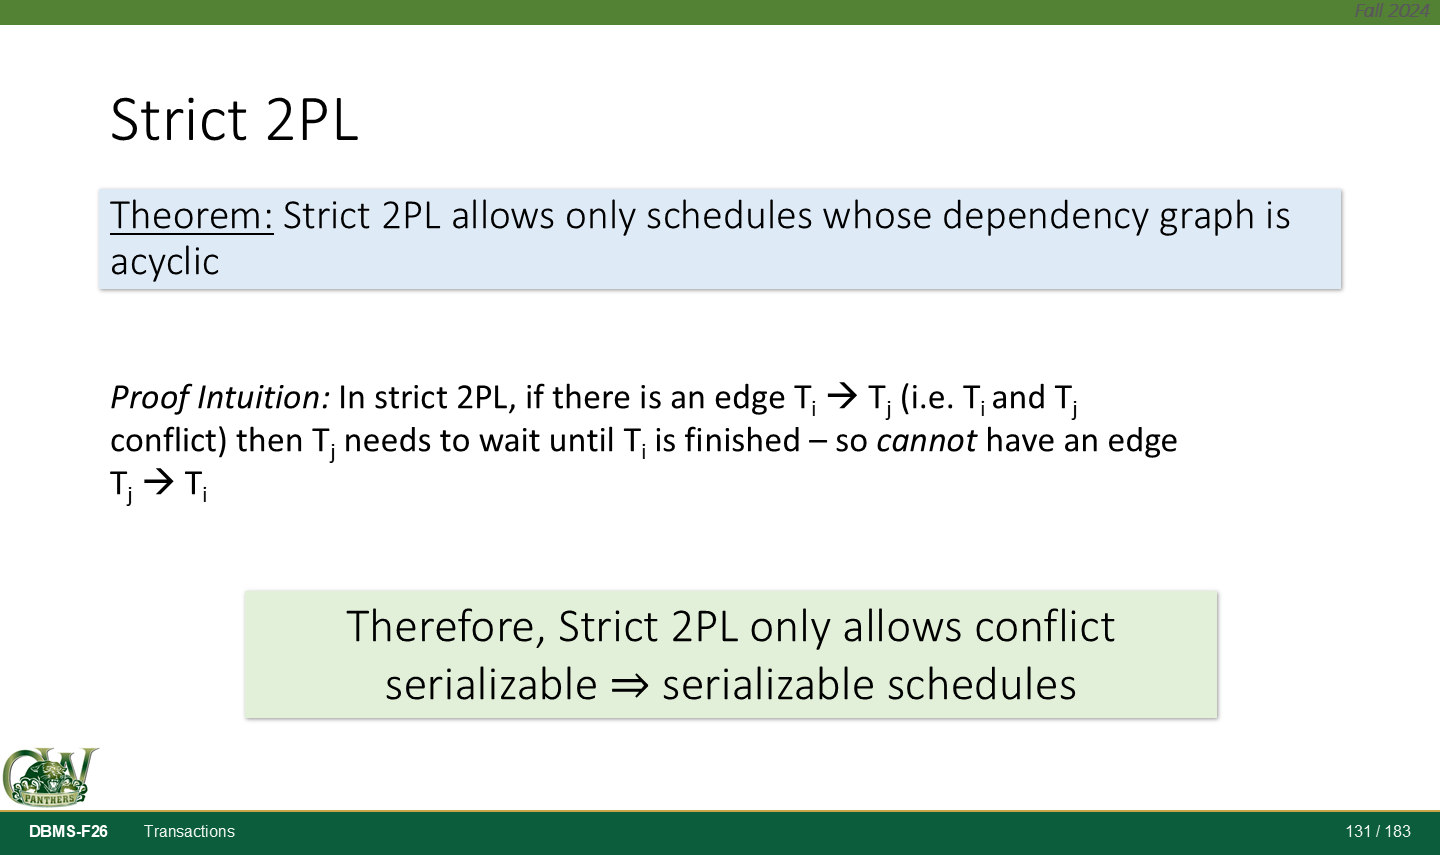 Fall 2024
Strict 2PL
Theorem: Strict 2PL allows only schedules whose dependency graph is
acyclic
Proof Intuition: In strict 2PL, if there is an edge Ti → Tj (i.e. Ti and Tj
conflict) then Tj needs to wait until Ti is finished – so cannot have an edge
Tj → Ti
Therefore, Strict 2PL only allows conflict
serializable ⇒ serializable schedules
OW
PANTHERS
DBMS-F26 Transactions 131 / 183